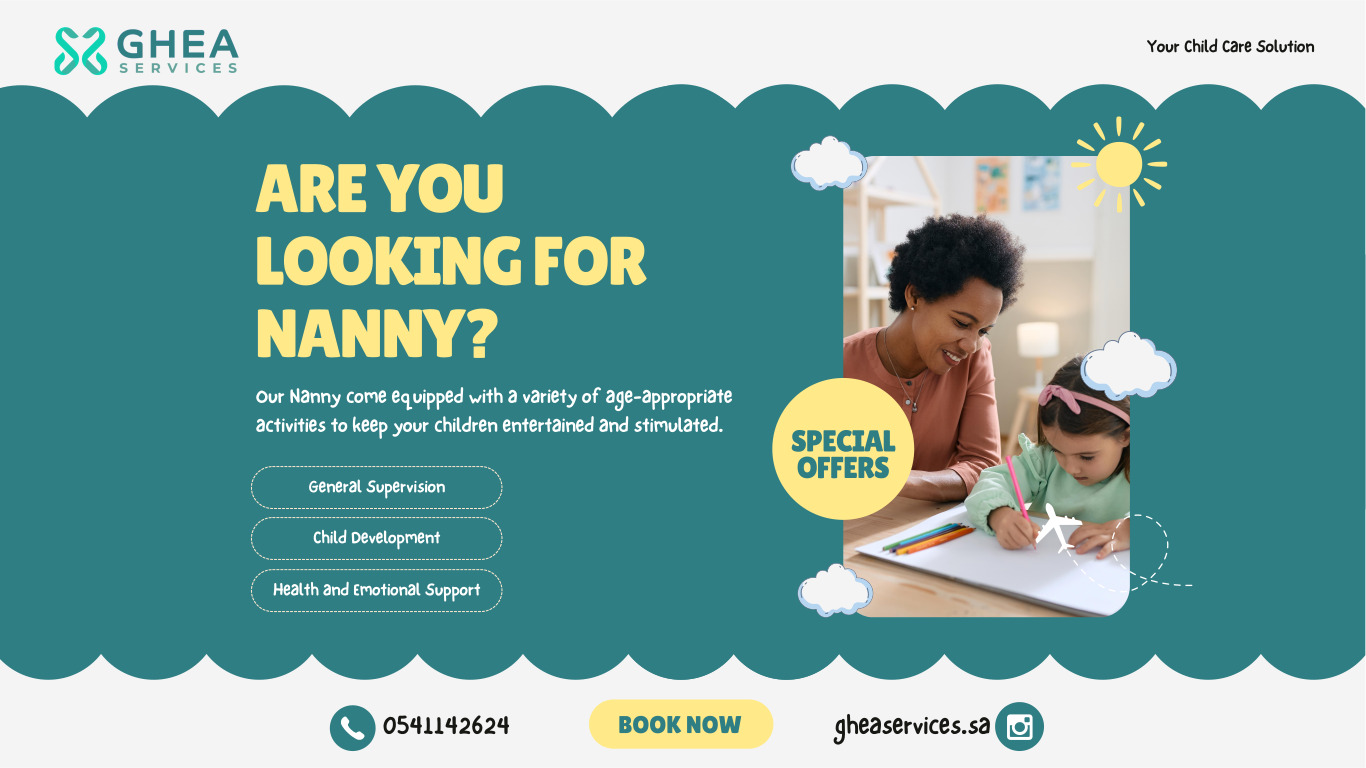 GHEA
SERVICES
Your Child Care Solution
ARE YOU
LOOKING FOR
NANNY?
Our Nanny come equipped with a variety of age-appropriate
activities to keep your children entertained and stimulated.
General Supervision
Child Development
Health and Emotional Support
SPECIAL
OFFERS
0541142624
BOOK NOW
gheaservices.sa